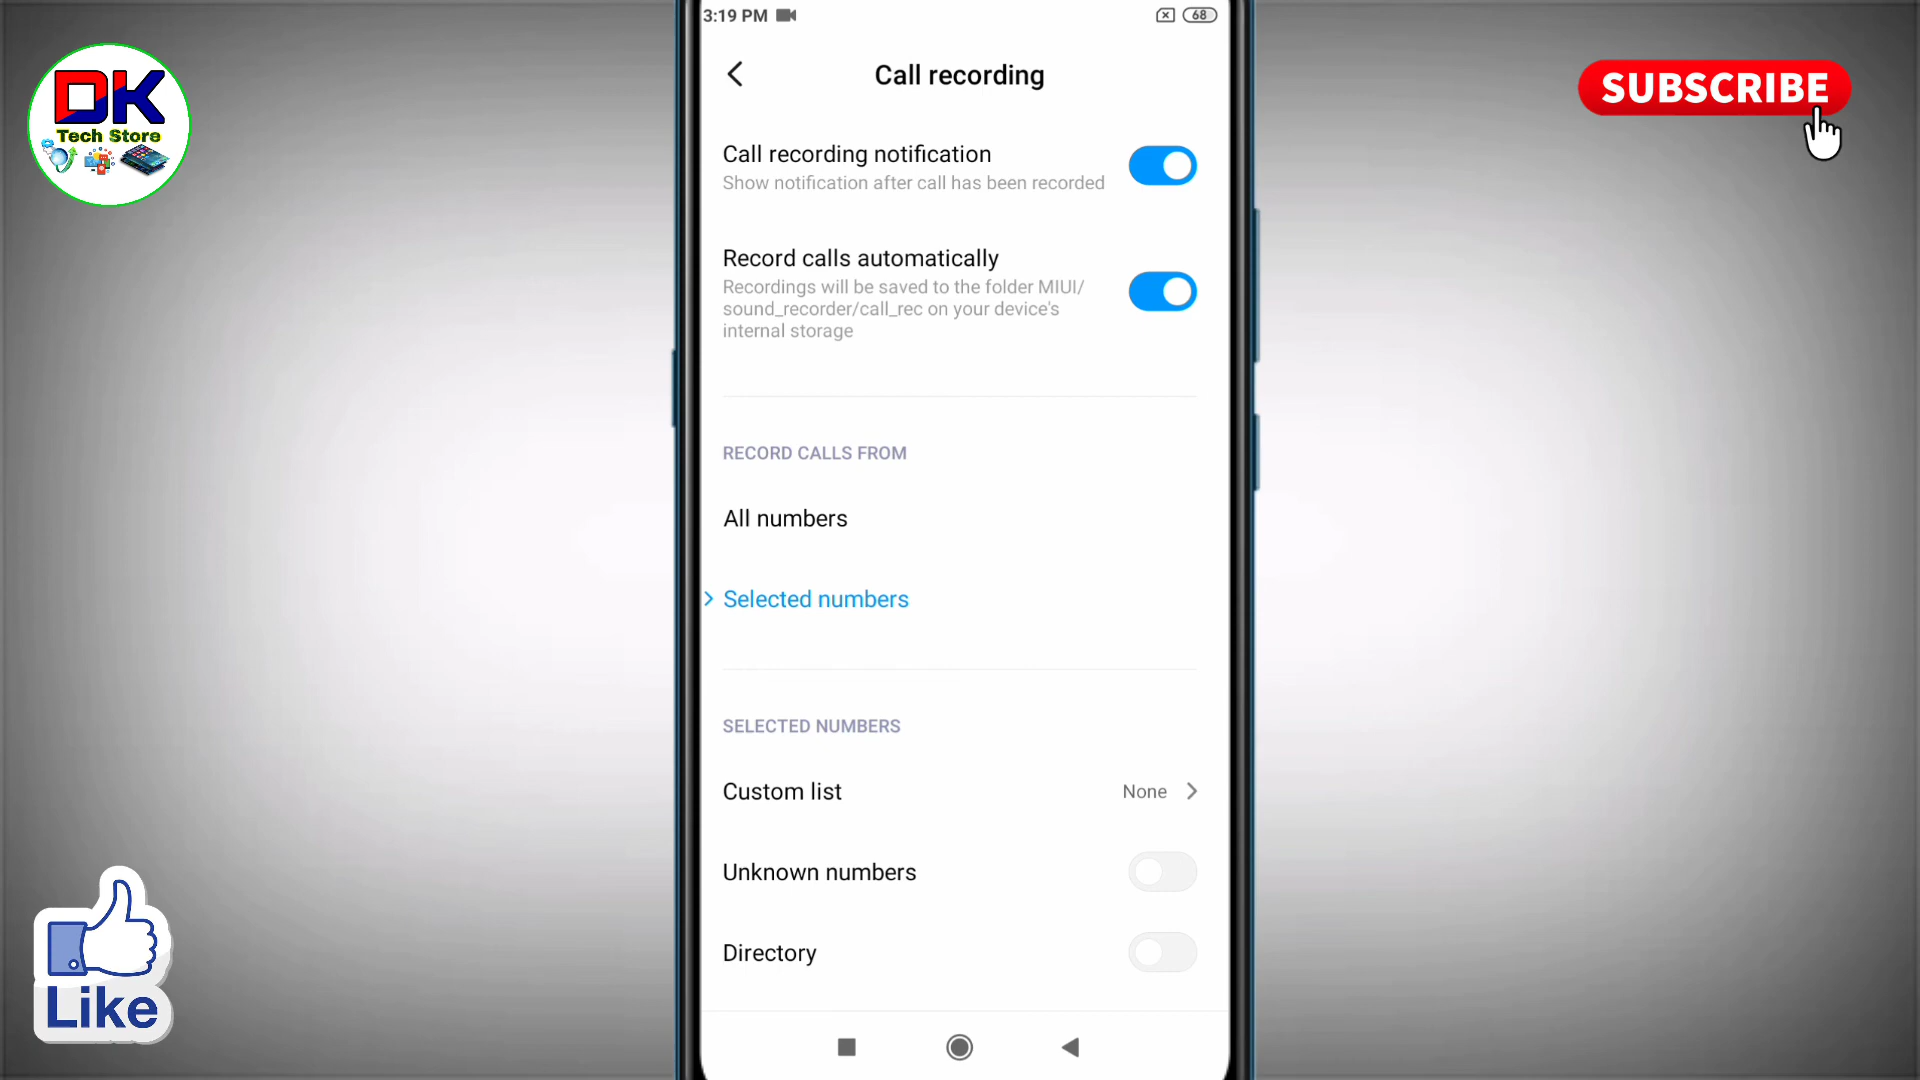 3:19 PM
68
DK
Tech Store
SUBSCRIBE
Call recording
Call recording notification
Show notification after call has been recorded
Record calls automatically
Recordings will be saved to the folder MIUI/
sound_recorder/call_rec on your device's
internal storage
RECORD CALLS FROM
All numbers
Selected numbers
SELECTED NUMBERS
Custom list None
Unknown numbers
Directory
Like